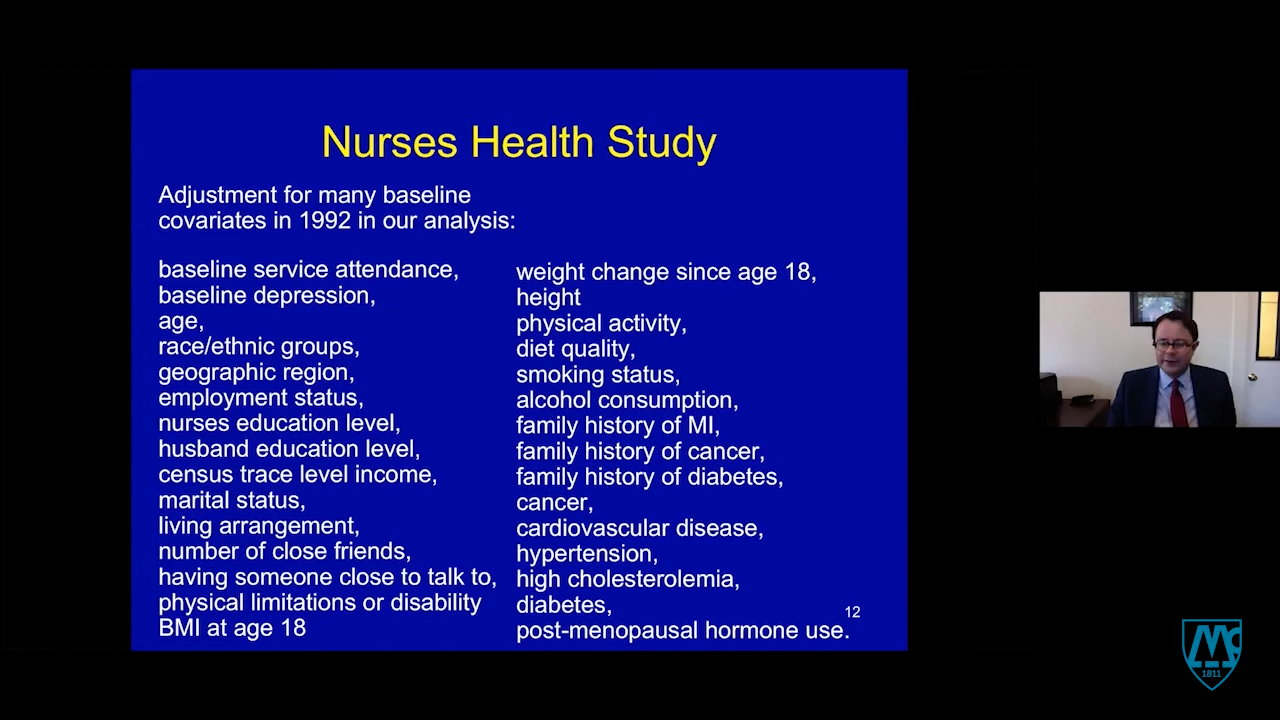 Nurses Health Study
Adjustment for many baseline
covariates in 1992 in our analysis:
baseline service attendance,
baseline depression,
age,
race/ethnic groups,
geographic region,
employment status,
nurses education level,
husband education level,
census trace level income,
marital status,
living arrangement,
number of close friends,
having someone close to talk to,
physical limitations or disability
BMI at age 18
weight change since age 18,
height
physical activity,
diet quality,
smoking status,
alcohol consumption,
family history of MI,
family history of cancer,
family history of diabetes,
cancer,
cardiovascular disease,
hypertension,
high cholesterolemia,
diabetes,
post-menopausal hormone use.
12
1811